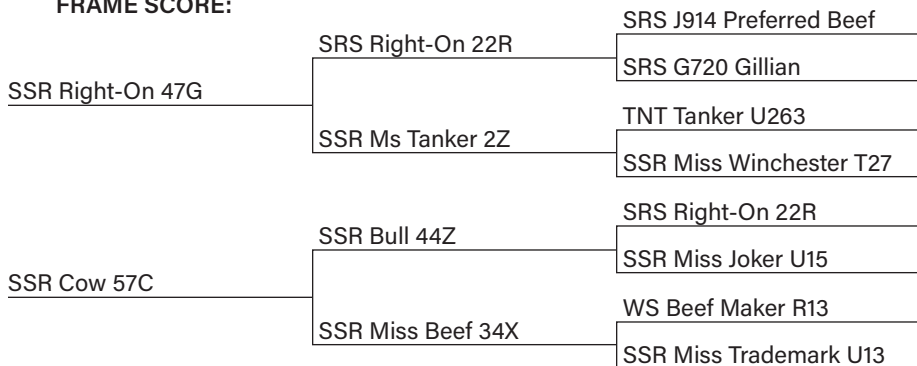 FRAME SCORE:
SRS J914 Preferred Beef
SRS Right-On 22R
SRS G720 Gillian
SSR Right-On 47G
TNT Tanker U263
SSR Ms Tanker 2Z
SSR Miss Winchester T27
SRS Right-On 22R
SSR Bull 44Z
SSR Miss Joker U15
SSR Cow 57C
WS Beef Maker R13
SSR Miss Beef 34X
SSR Miss Trademark U13